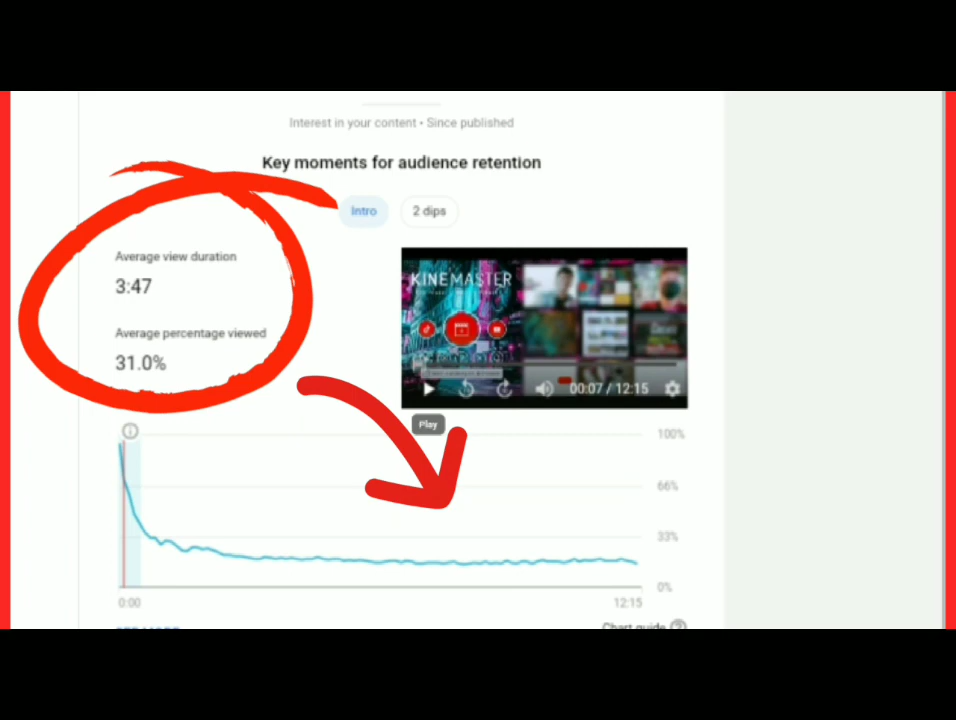 Interest in your content • Since published
Key moments for audience retention
Intro
2 dips
Average view duration
3:47
Average percentage viewed
31.0%
KINEMASTER
00:07 / 12:15
Play
100%
66%
33%
0%
0:00
12:15
Chart guide